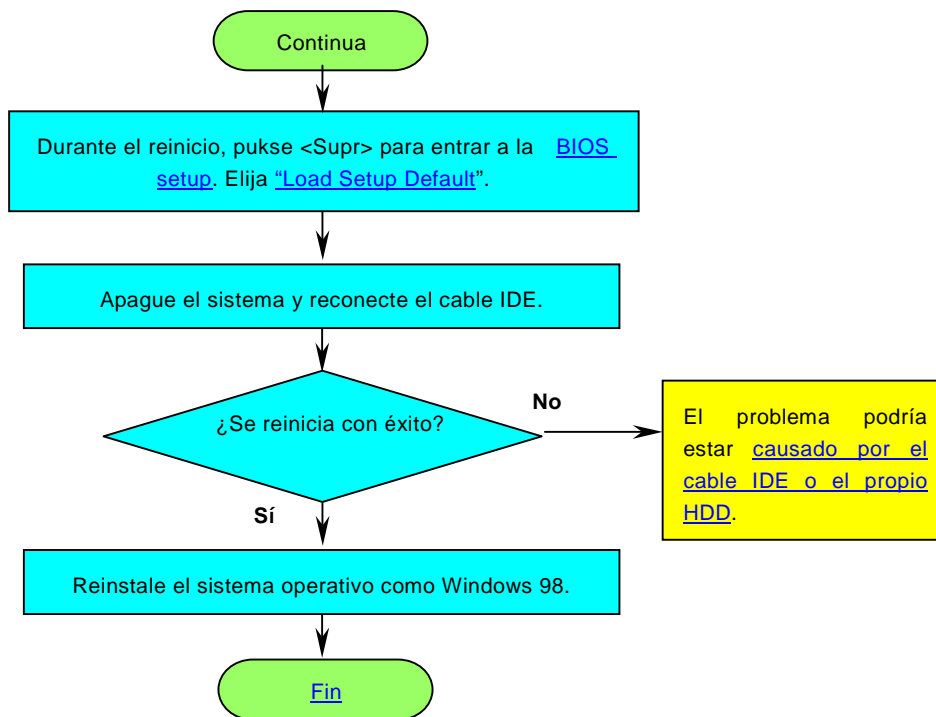 Continua
Durante el reinicio, pukse <Supr> para entrar a la BIOS
setup. Elija “Load Setup Default”.
Apague el sistema y reconecte el cable IDE.
¿Se reinicia con éxito?
No
El problema podría
estar causado por el
cable IDE o el propio
HDD.
Sí
Reinstale el sistema operativo como Windows 98.
Fin